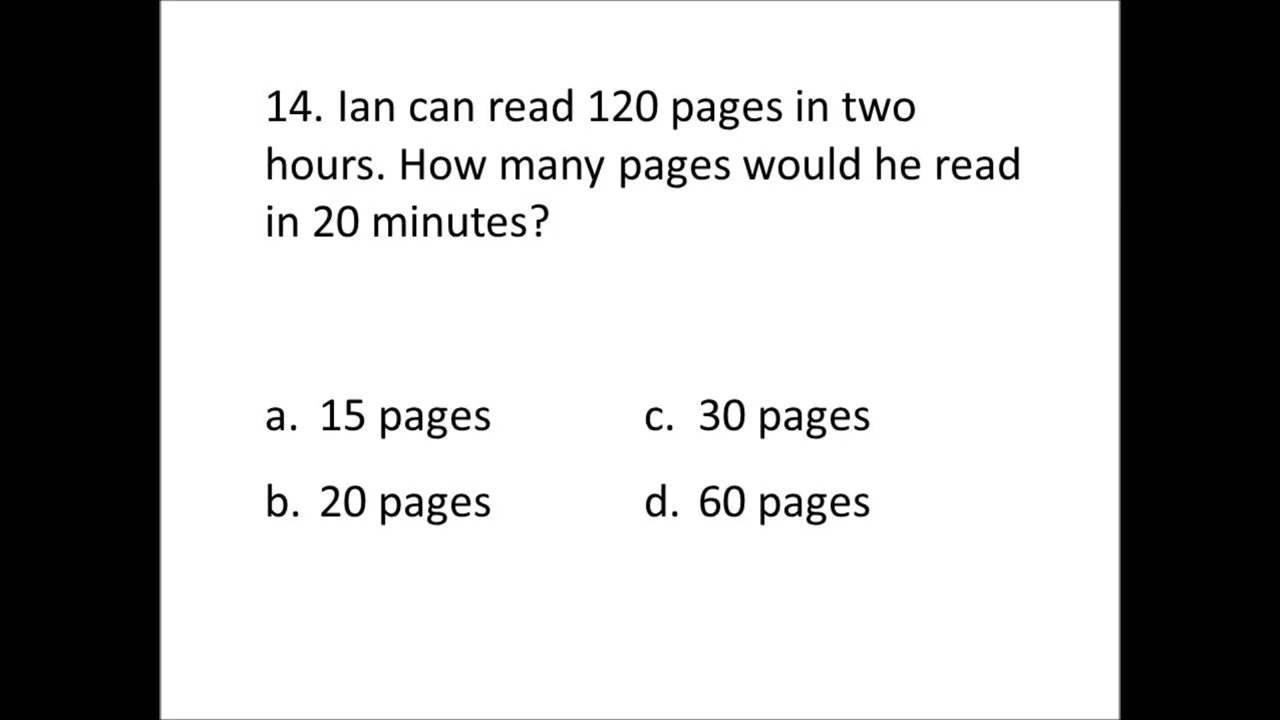 14. Ian can read 120 pages in two
hours. How many pages would he read
in 20 minutes?
a. 15 pages
c. 30 pages
b. 20 pages
d. 60 pages